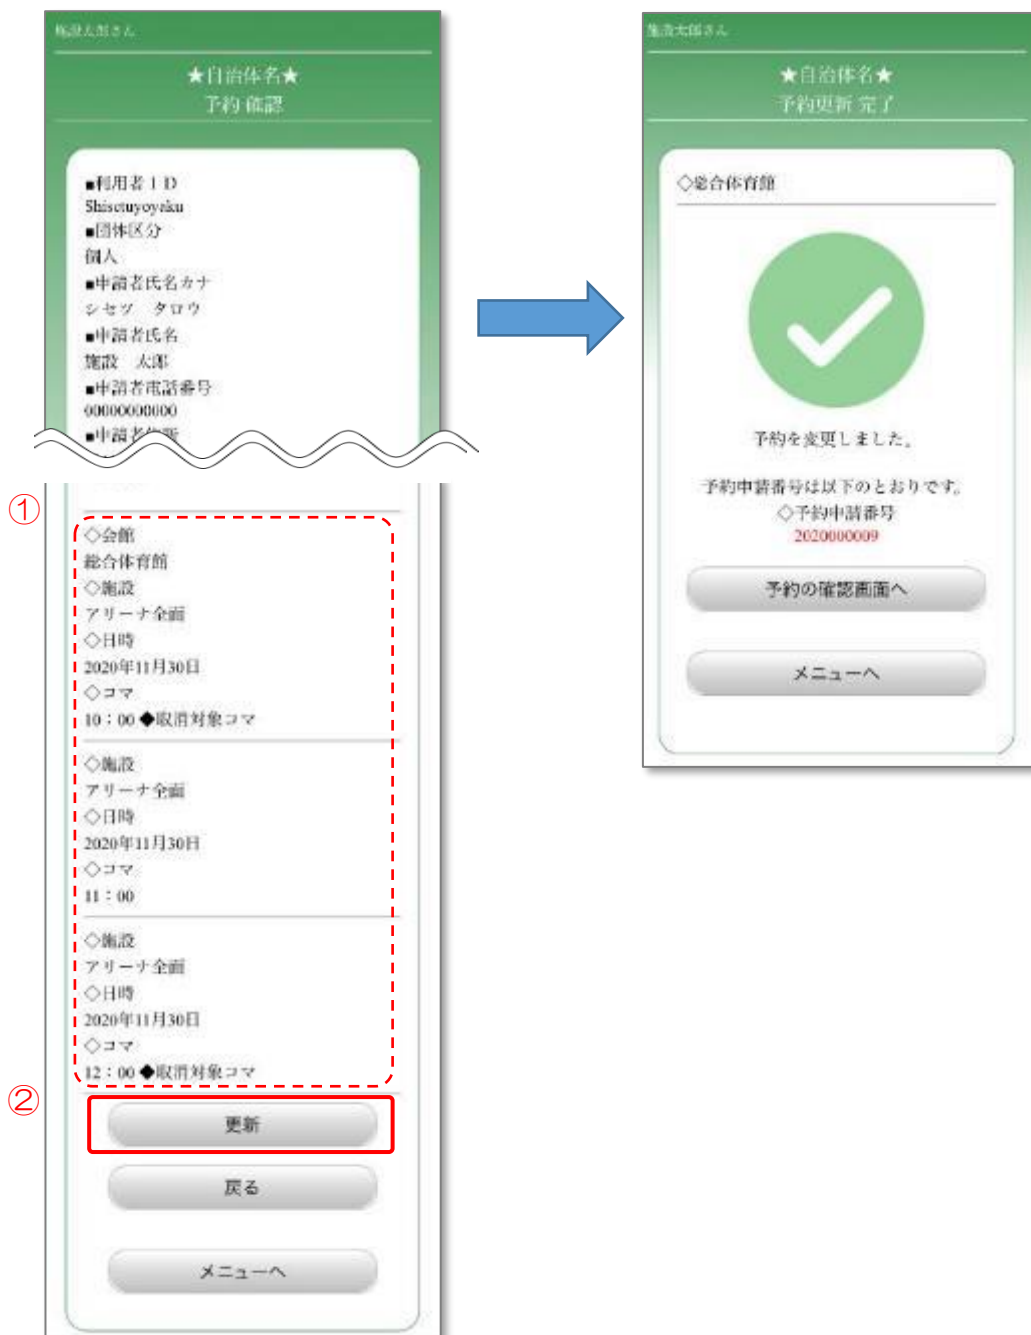 施設太郎さん
★自治体名★
予約 確認
■利用者ＩＤ
Shisetuyoyaku
■団体区分
個人
■申請者氏名カナ
シセツ　タロウ
■申請者氏名
施設　太郎
■申請者電話番号
00000000000
■申請者住所
①
◇会館
総合体育館
◇施設
アリーナ全面
◇日時
2020年11月30日
◇コマ
10：00 ◆取消対象コマ
◇施設
アリーナ全面
◇日時
2020年11月30日
◇コマ
11：00
◇施設
アリーナ全面
◇日時
2020年11月30日
◇コマ
12：00 ◆取消対象コマ
②
更新
戻る
メニューへ
施設太郎さん
★自治体名★
予約更新 完了
◇総合体育館
予約を変更しました。
予約申請番号は以下のとおりです。
◇予約申請番号
2020000009
予約の確認画面へ
メニューへ